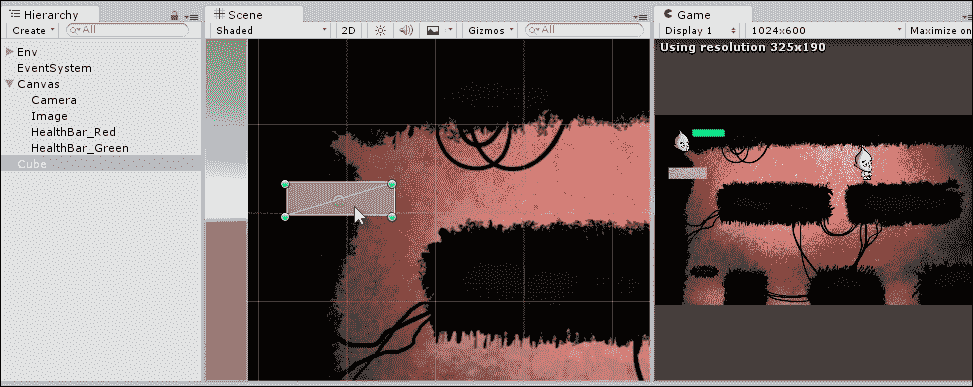 Hierarchy
Create
All
Env
EventSystem
Canvas
Camera
Image
HealthBar_Red
HealthBar_Green
Cube
Scene
Shaded
2D
Gizmos
All
Game
Display 1
1024x600
Maximize on
Using resolution 325x190